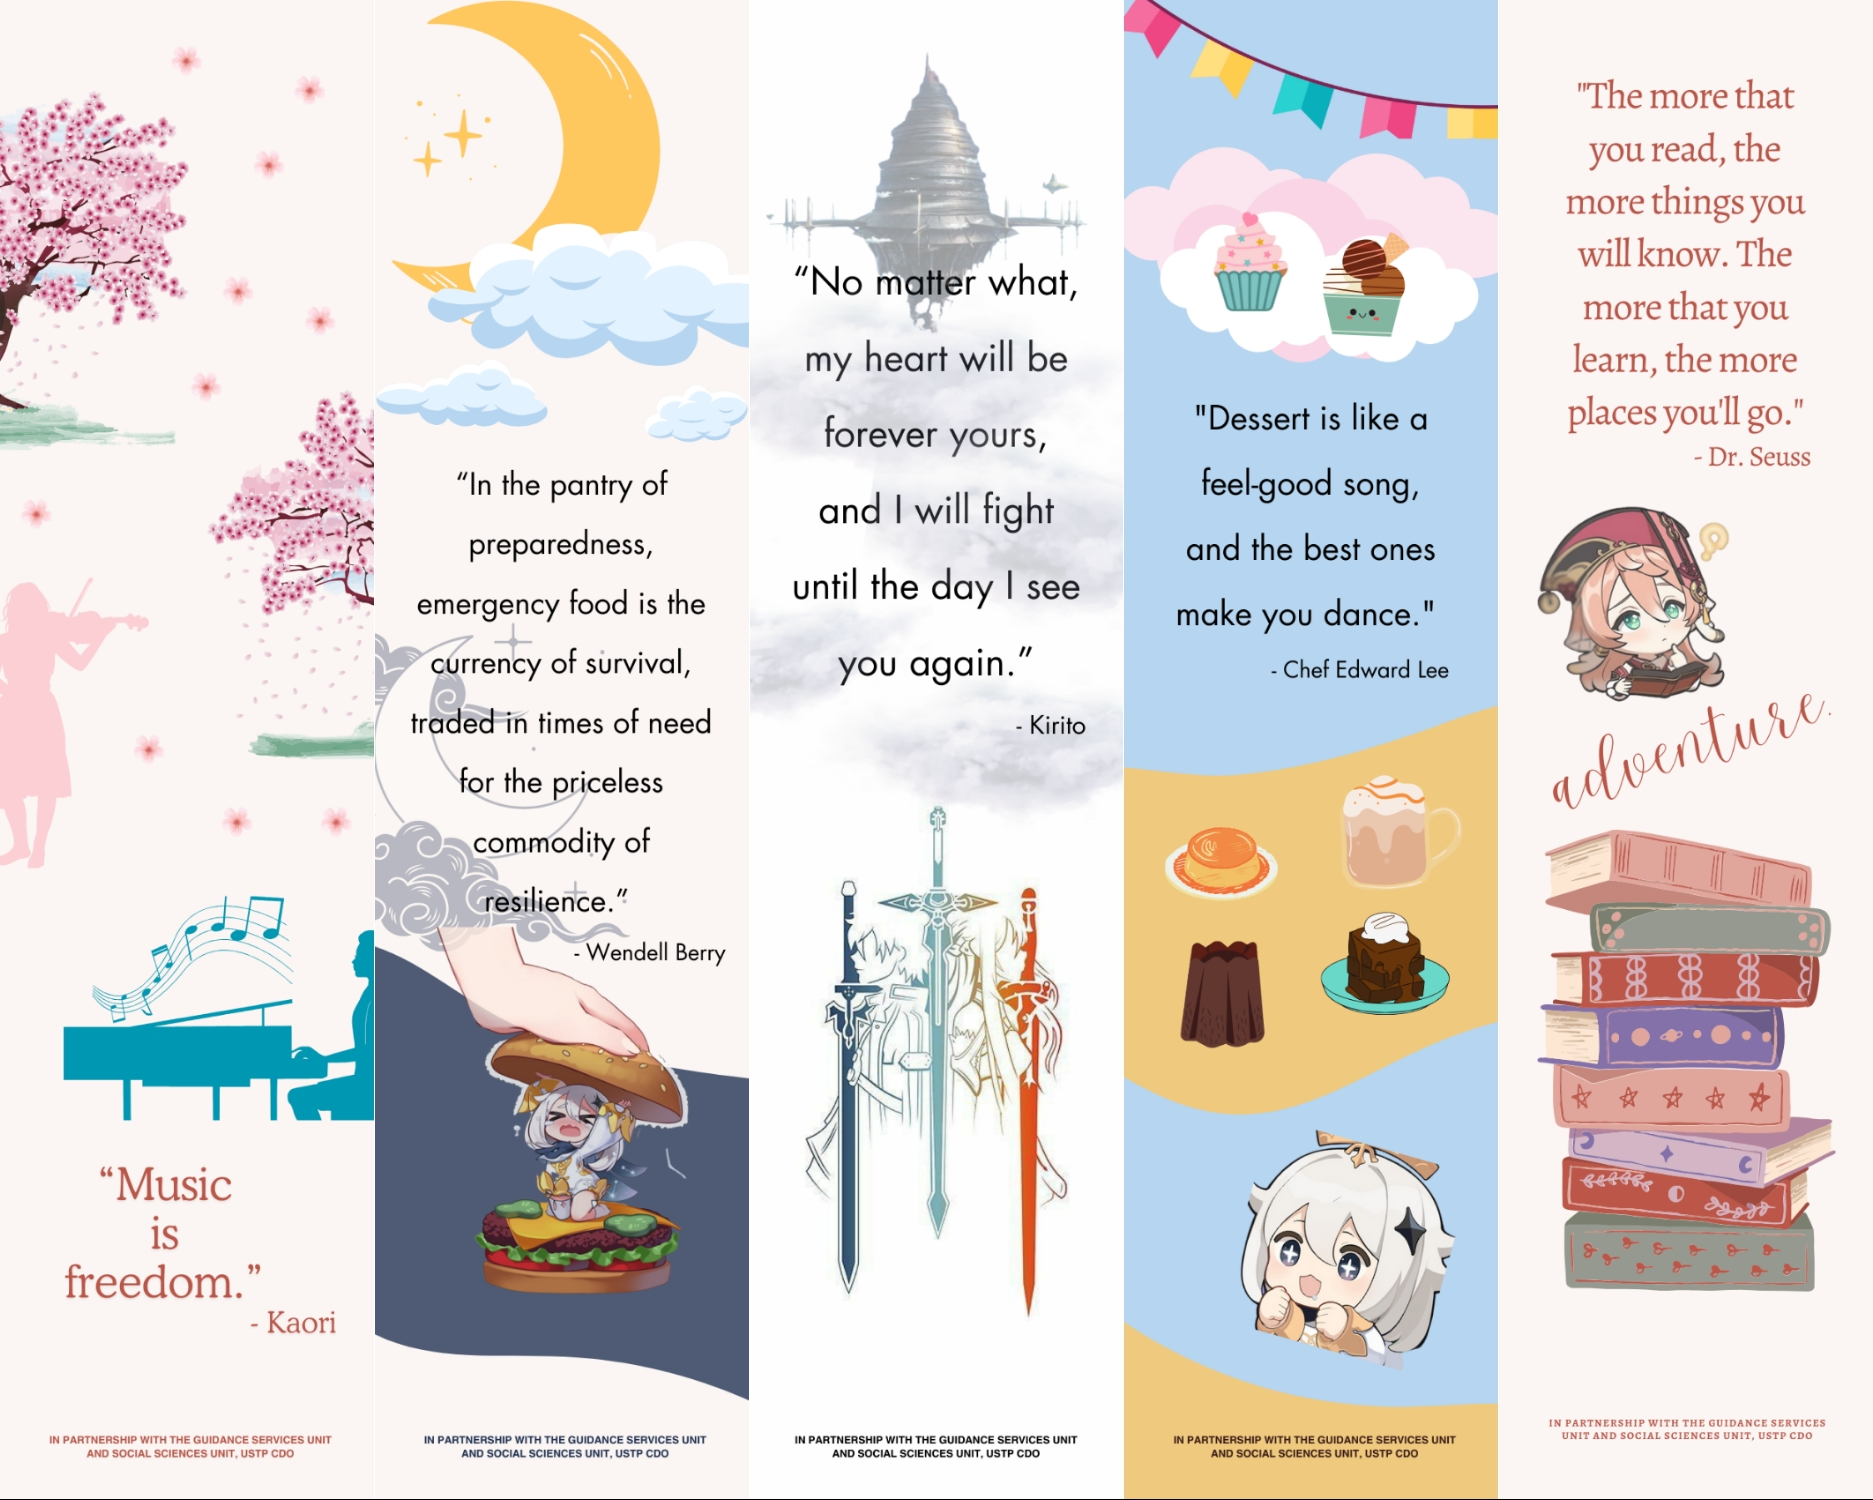 “Music
is
freedom.”
- Kaori
IN PARTNERSHIP WITH THE GUIDANCE SERVICES UNIT
AND SOCIAL SCIENCES UNIT, USTP CDO
“In the pantry of
preparedness,
emergency food is the
currency of survival,
traded in times of need
for the priceless
commodity of
resilience.”
- Wendell Berry
IN PARTNERSHIP WITH THE GUIDANCE SERVICES UNIT
AND SOCIAL SCIENCES UNIT, USTP CDO
“No matter what,
my heart will be
forever yours,
and I will fight
until the day I see
you again.”
- Kirito
IN PARTNERSHIP WITH THE GUIDANCE SERVICES UNIT
AND SOCIAL SCIENCES UNIT, USTP CDO
"Dessert is like a
feel-good song,
and the best ones
make you dance."
- Chef Edward Lee
IN PARTNERSHIP WITH THE GUIDANCE SERVICES UNIT
AND SOCIAL SCIENCES UNIT, USTP CDO
"The more that
you read, the
more things you
will know. The
more that you
learn, the more
places you'll go."
- Dr. Seuss
adventure.
IN PARTNERSHIP WITH THE GUIDANCE SERVICES
UNIT AND SOCIAL SCIENCES UNIT, USTP CDO